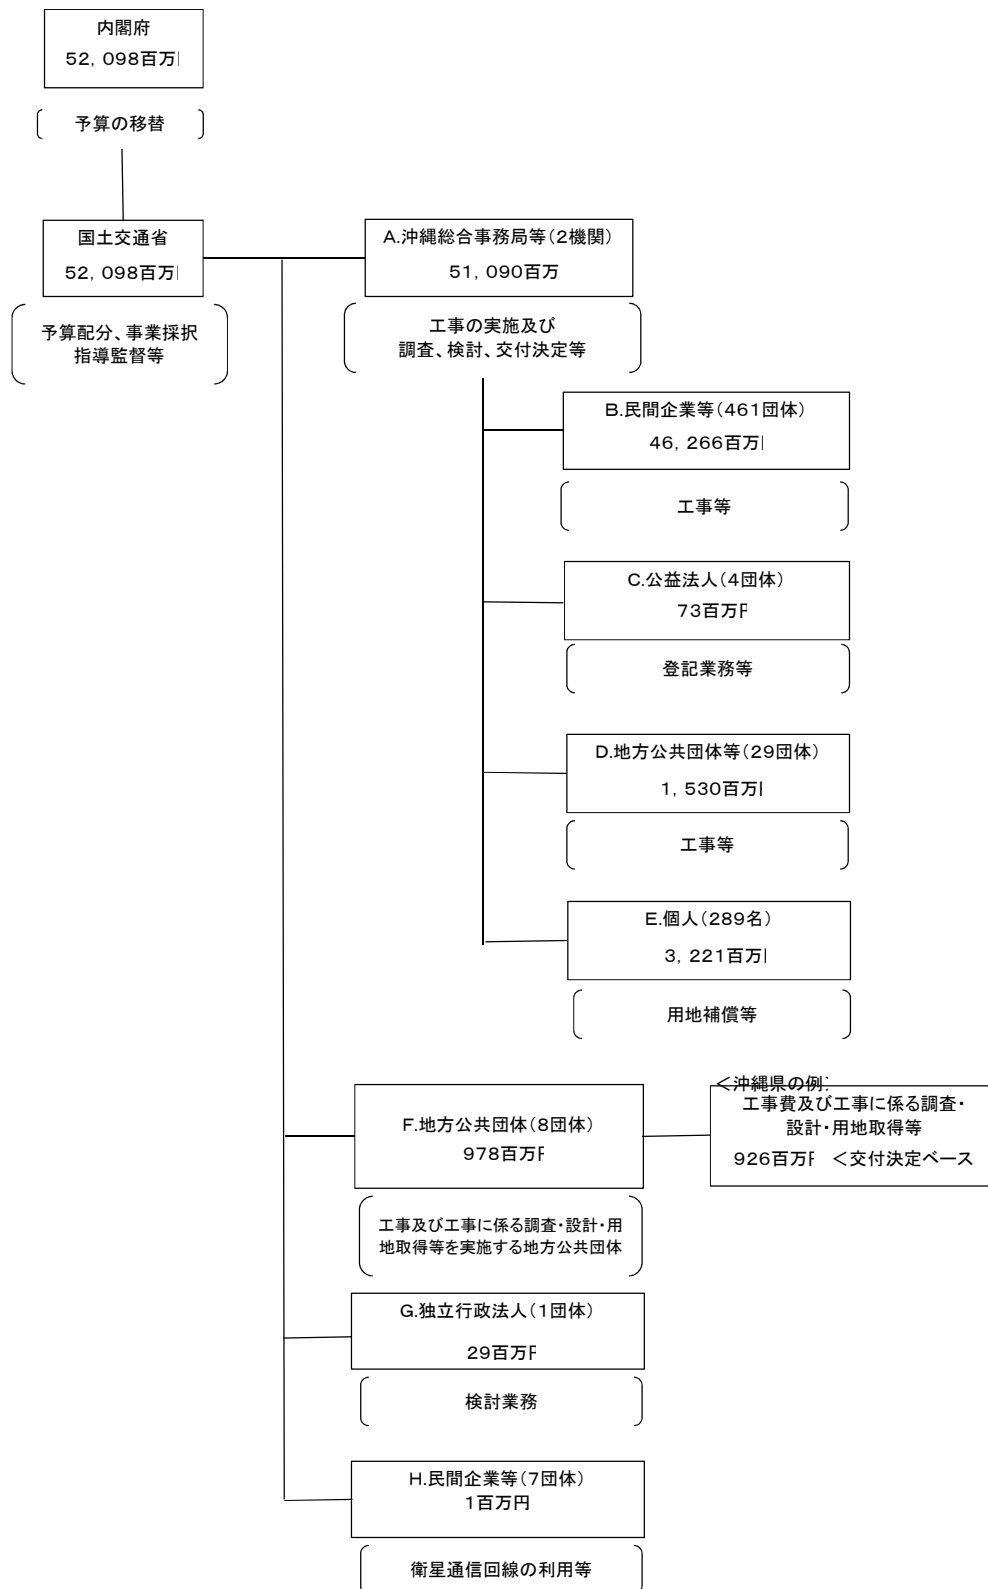 内閣府
52，098百万
予算の移替
国土交通省
52，098百万
予算配分、事業採択
指導監督等
A.沖縄総合事務局等（2機関）
51，090百万
工事の実施及び
調査、検討、交付決定等
B.民間企業等（461団体）
46，266百万
工事等
C.公益法人（4団体）
73百万円
登記業務等
D.地方公共団体等（29団体）
1，530百万
工事等
E.個人（289名）
3，221百万
用地補償等
F.地方公共団体（8団体）
978百万円
工事及び工事に係る調査・設計・用
地取得等を実施する地方公共団体
＜沖縄県の例
工事費及び工事に係る調査・
設計・用地取得等
926百万円　＜交付決定ベース
G.独立行政法人（1団体）
29百万円
検討業務
H.民間企業等（7団体）
1百万円
衛星通信回線の利用等